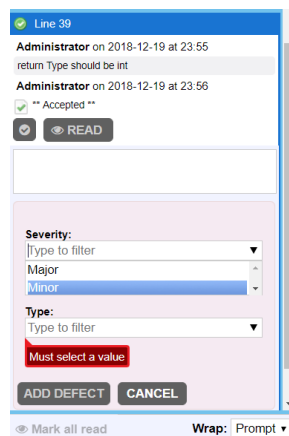 Line 39
Administrator on 2018-12-19 at 23:55
return Type should be int
Administrator on 2018-12-19 at 23:56
** Accepted **
READ
Severity:
Type to filter
Major
Minor
Type:
Type to filter
Must select a value
ADD DEFECT CANCEL
Mark all read Wrap: Prompt